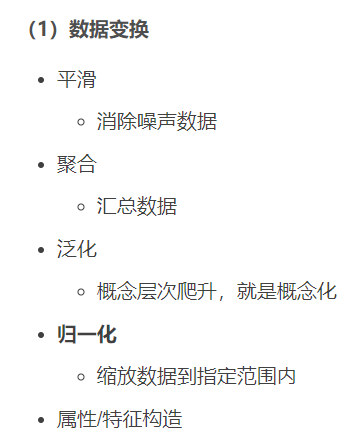 （1）数据变换
平滑
消除噪声数据
聚合
汇总数据
泛化
概念层次爬升，就是概念化
归一化
缩放数据到指定范围内
属性/特征构造